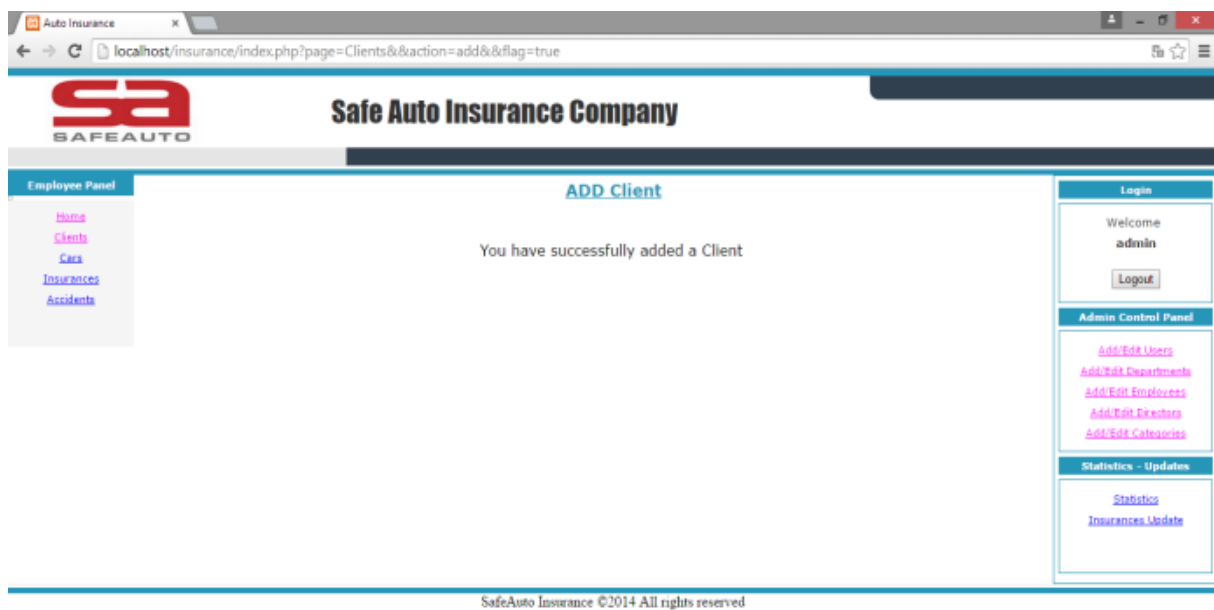 Auto Insurance
localhost/insurance/index.php?page=Clients&&action=add&&flag=true
sa
SAFEAUTO
Safe Auto Insurance Company
Employee Panel
Home
Clients
Cars
Insurances
Accidents
ADD Client
You have successfully added a Client
Login
Welcome
admin
Logout
Admin Control Panel
Add/Edit Users
Add/Edit Departments
Add/Edit Employees
Add/Edit Directors
Add/Edit Categories
Statistics - Updates
Statistics
Insurances Update
SafeAuto Insurance ©2014 All rights reserved